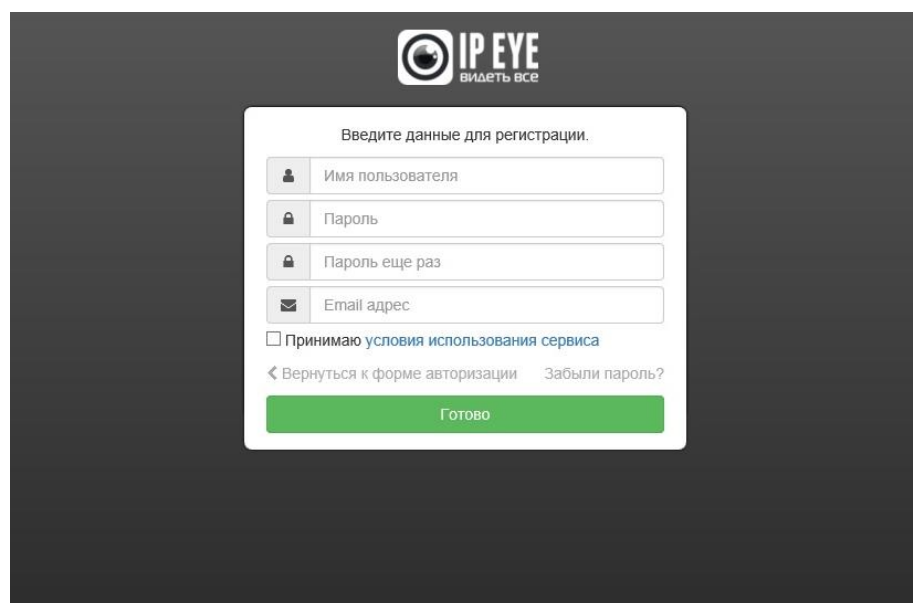 IP EYE
видеть все
Введите данные для регистрации.
Имя пользователя
Пароль
Пароль еще раз
Email адрес
Принимаю условия использования сервиса
Вернуться к форме авторизации Забыли пароль?
Готово